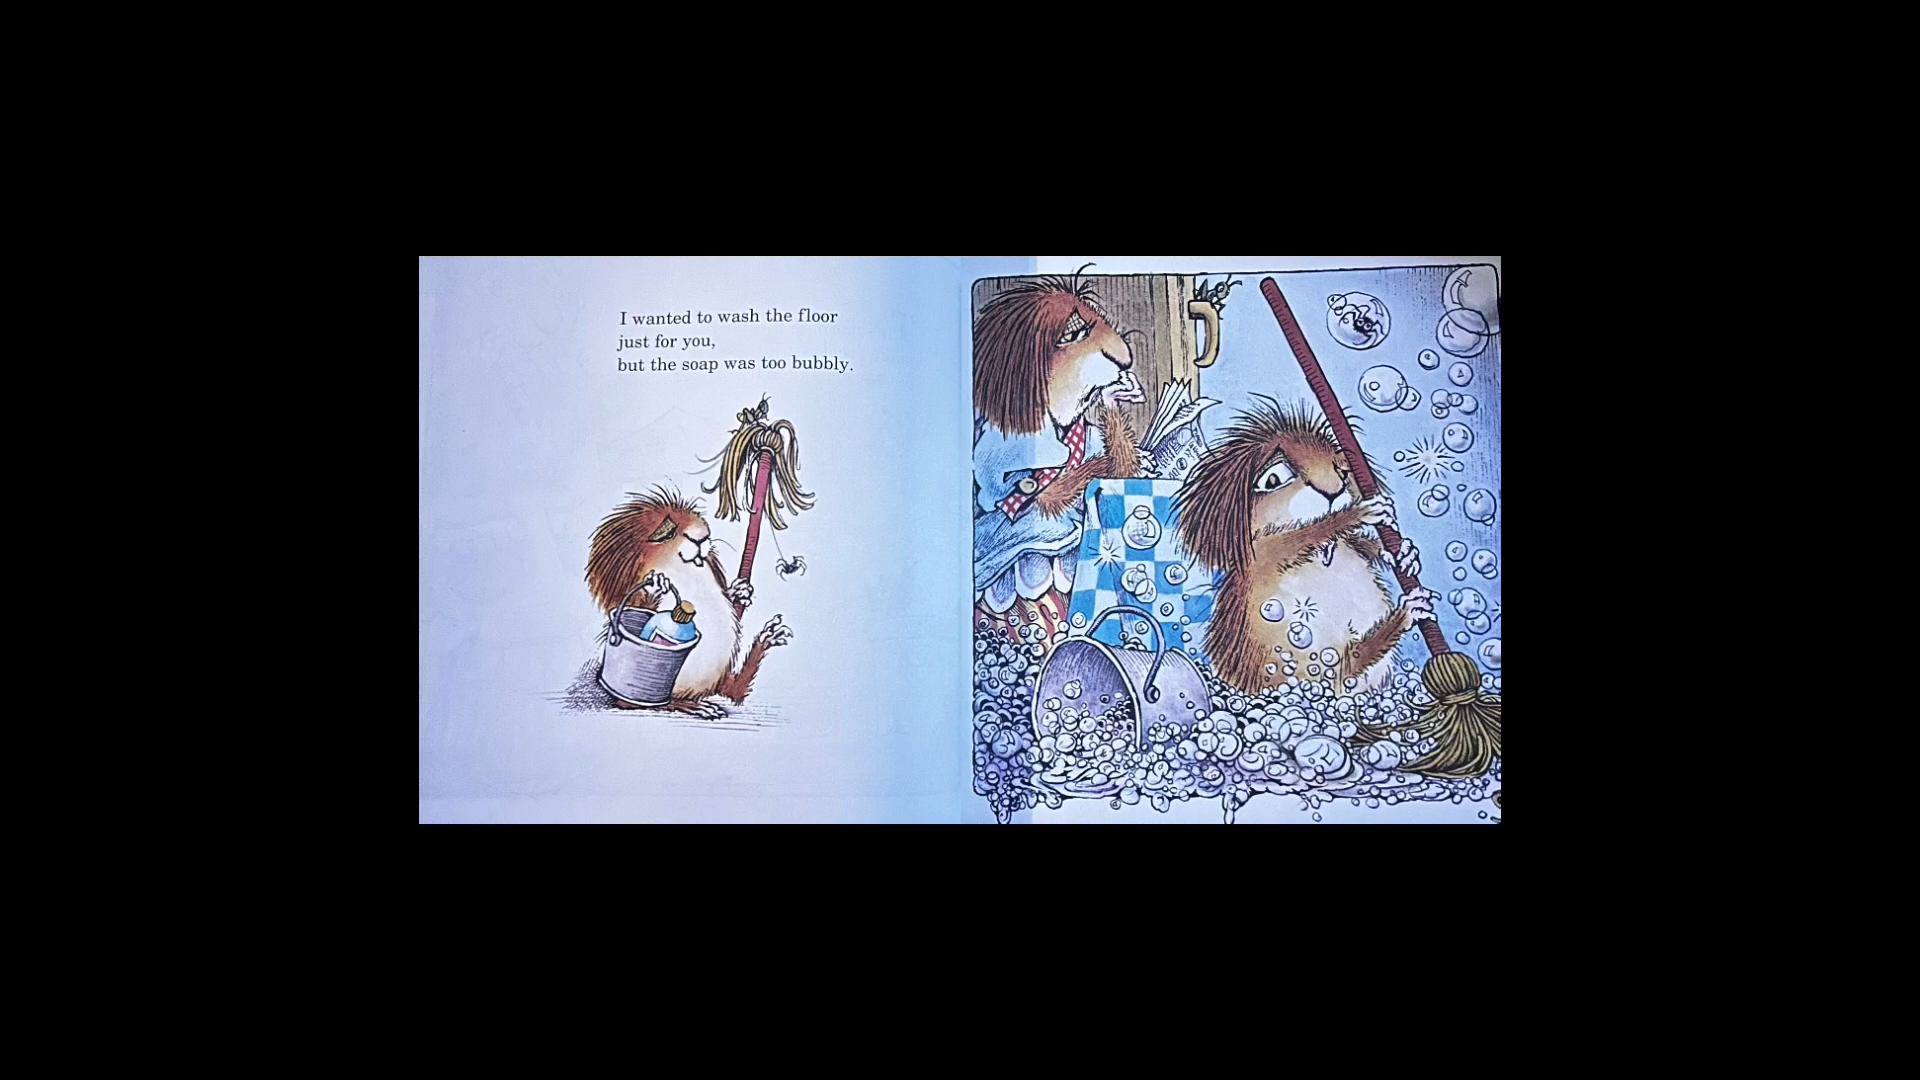 I wanted to wash the floor
just for you,
but the soap was too bubbly.